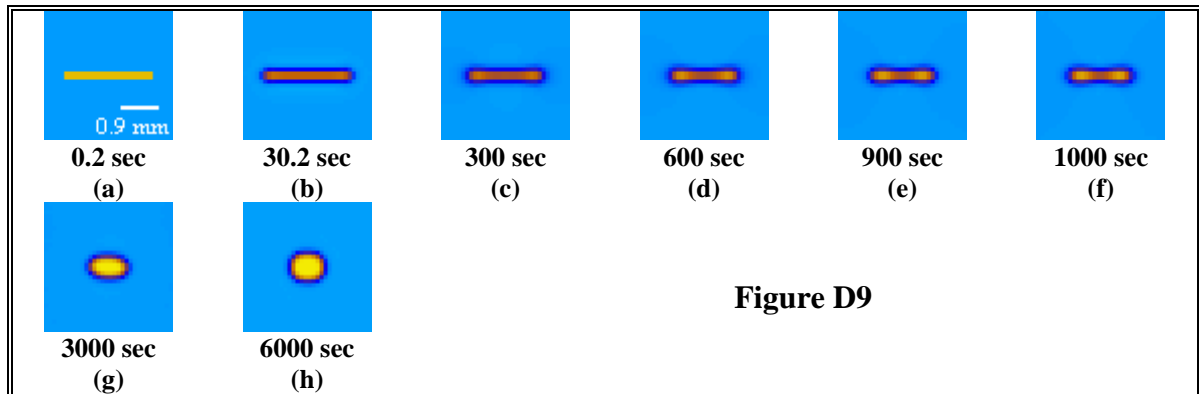 0.9 mm
0.2 sec 30.2 sec 300 sec 600 sec 900 sec 1000 sec
(a) (b) (c) (d) (e) (f)
Figure D9
3000 sec 6000 sec
(g) (h)